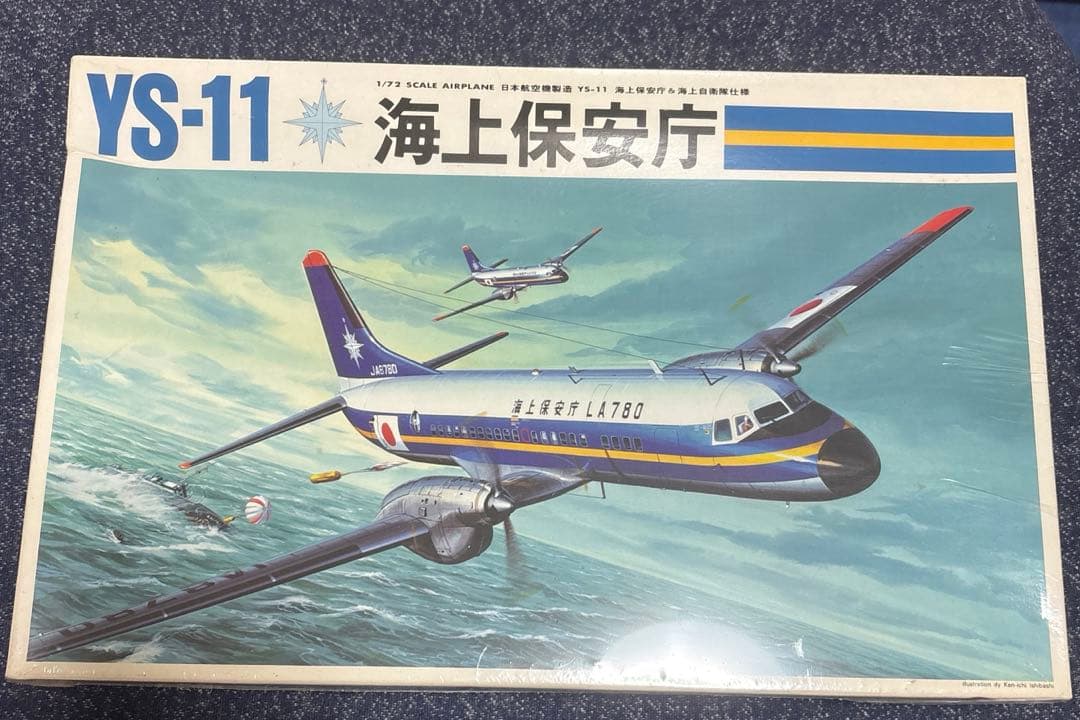 YS-11
1/72 SCALE AIRPLANE 日本航空機製造 YS-11 海上保安庁&海上自衛隊仕様
海上保安庁
JA8780
海上保安庁 LA780
illustration by Ken-ichi Ishibashi